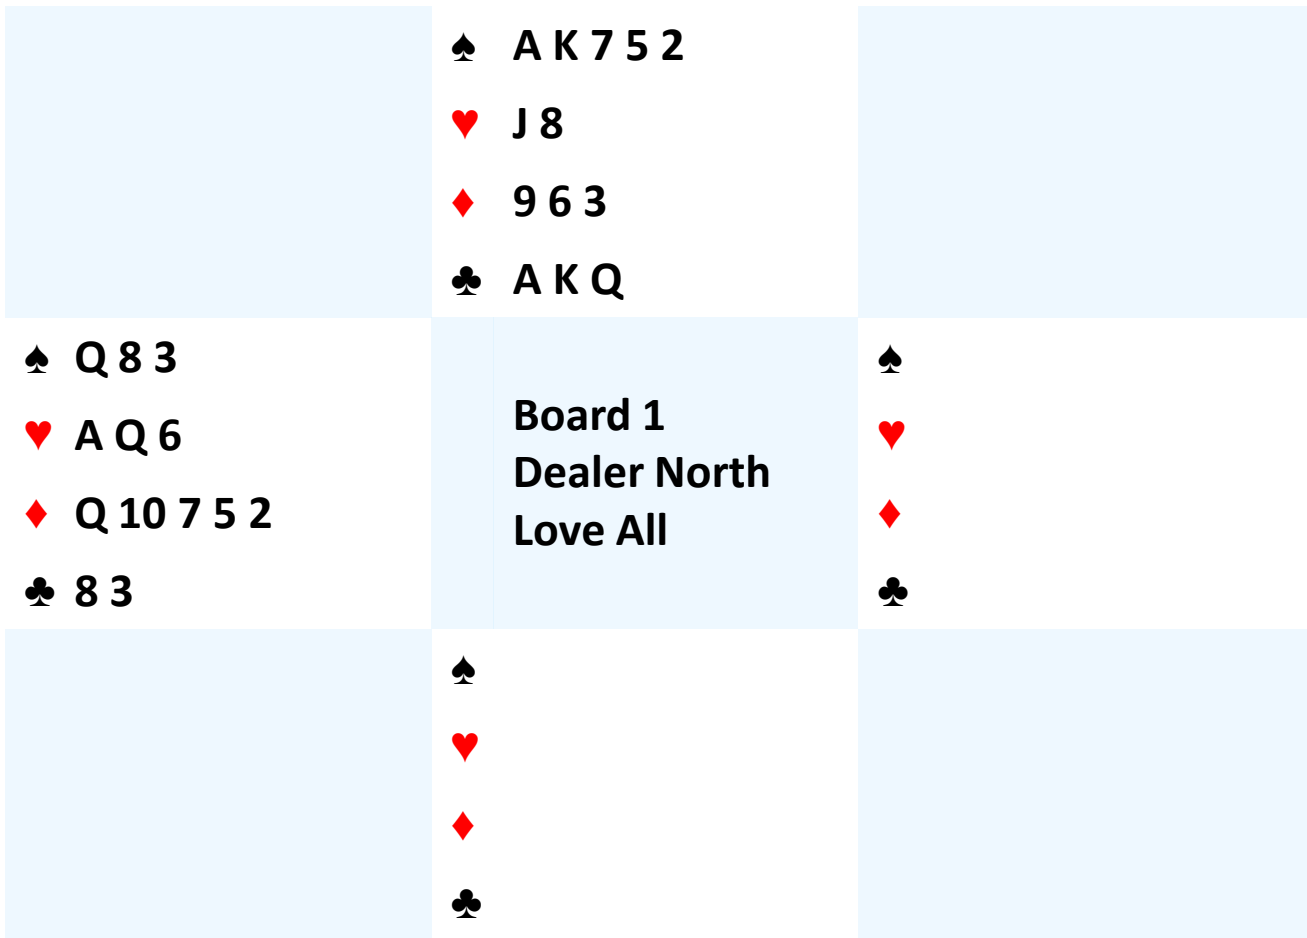 ♠ A K 7 5 2
♥ J 8
♦ 9 6 3
♣ A K Q
♠ Q 8 3
♥ A Q 6
♦ Q 10 7 5 2
♣ 8 3
Board 1
Dealer North
Love All
♠
♥
♦
♣
♠
♥
♦
♣